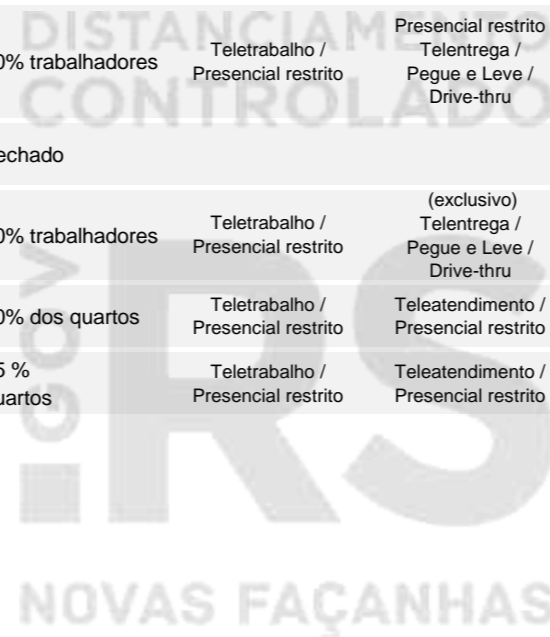 DISTANCIAMENTO
CONTROLADO
0% trabalhadores
Teletrabalho /
Presencial restrito
Presencial restrito
Telentrega /
Pegue e Leve /
Drive-thru
echado
0% trabalhadores
Teletrabalho /
Presencial restrito
(exclusivo)
Telentrega /
Pegue e Leve /
Drive-thru
0% dos quartos
Teletrabalho /
Presencial restrito
Teleatendimento /
Presencial restrito
5 %
uartos
Teletrabalho /
Presencial restrito
Teleatendimento /
Presencial restrito
GOV
.RS
NOVAS FAÇANHAS